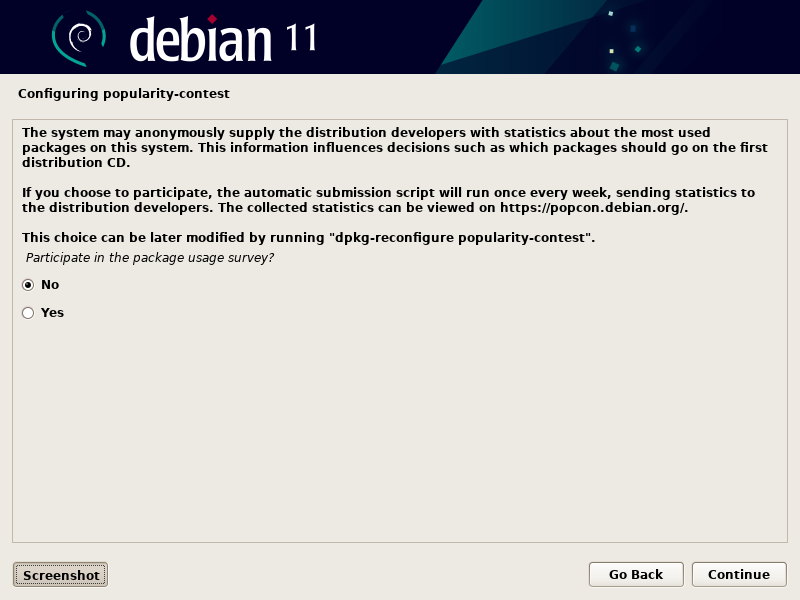 debian 11
Configuring popularity-contest
The system may anonymously supply the distribution developers with statistics about the most used
packages on this system. This information influences decisions such as which packages should go on the first
distribution CD.
If you choose to participate, the automatic submission script will run once every week, sending statistics to
the distribution developers. The collected statistics can be viewed on https://popcon.debian.org/.
This choice can be later modified by running "dpkg-reconfigure popularity-contest".
Participate in the package usage survey?
No
Yes
Screenshot
Go Back
Continue